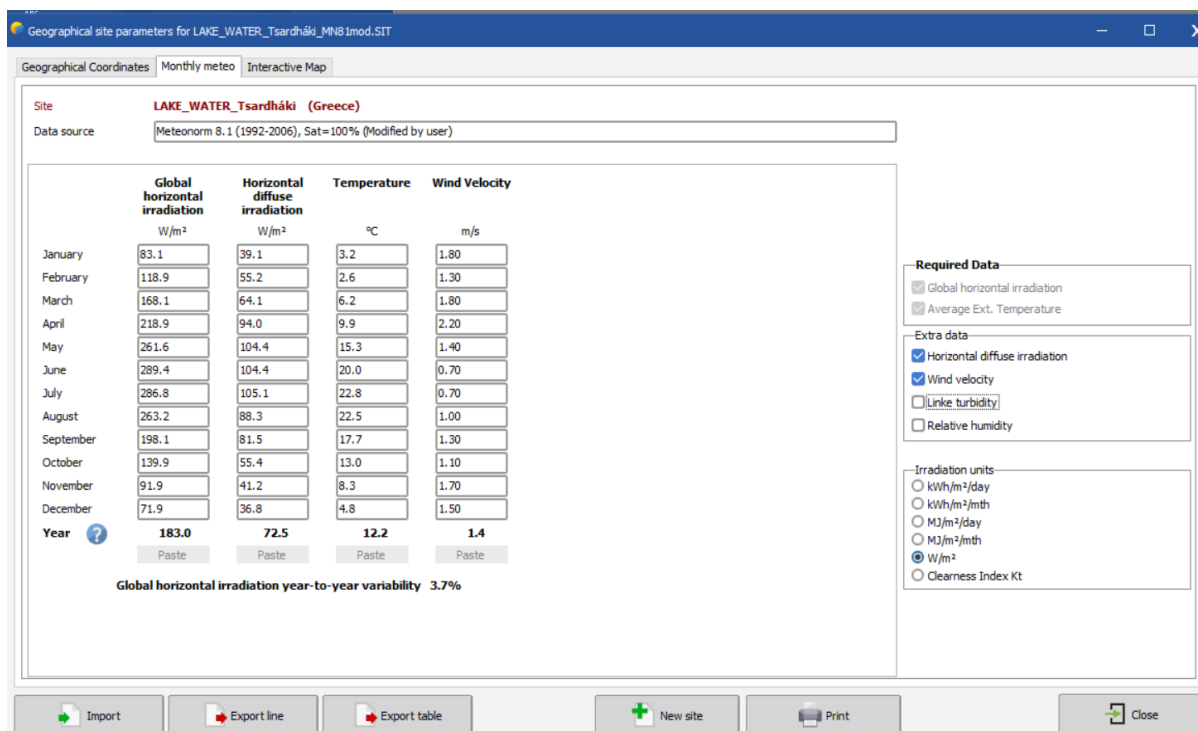 Geographical site parameters for LAKE_WATER_Tsardháki_MN81mod.SIT
Geographical Coordinates Monthly meteo Interactive Map
Site LAKE_WATER_Tsardháki (Greece)
Data source Meteonorm 8.1 (1992-2006), Sat=100% (Modified by user)
Global horizontal irradiation Horizontal diffuse irradiation Temperature Wind Velocity
W/m² W/m² °C m/s
January 83.1 39.1 3.2 1.80
February 118.9 55.2 2.6 1.30
March 168.1 64.1 6.2 1.80
April 218.9 94.0 9.9 2.20
May 261.6 104.4 15.3 1.40
June 289.4 104.4 20.0 0.70
July 286.8 105.1 22.8 0.70
August 263.2 88.3 22.5 1.00
September 198.1 81.5 17.7 1.30
October 139.9 55.4 13.0 1.10
November 91.9 41.2 8.3 1.70
December 71.9 36.8 4.8 1.50
Year ? 183.0 72.5 12.2 1.4
Paste Paste Paste Paste
Global horizontal irradiation year-to-year variability 3.7%
Required Data
Global horizontal irradiation
Average Ext. Temperature
Extra data
Horizontal diffuse irradiation
Wind velocity
Linke turbidity
Relative humidity
Irradiation units
kWh/m²/day
kWh/m²/mth
MJ/m²/day
MJ/m²/mth
W/m²
Clearness Index Kt
Import Export line Export table New site Print Close